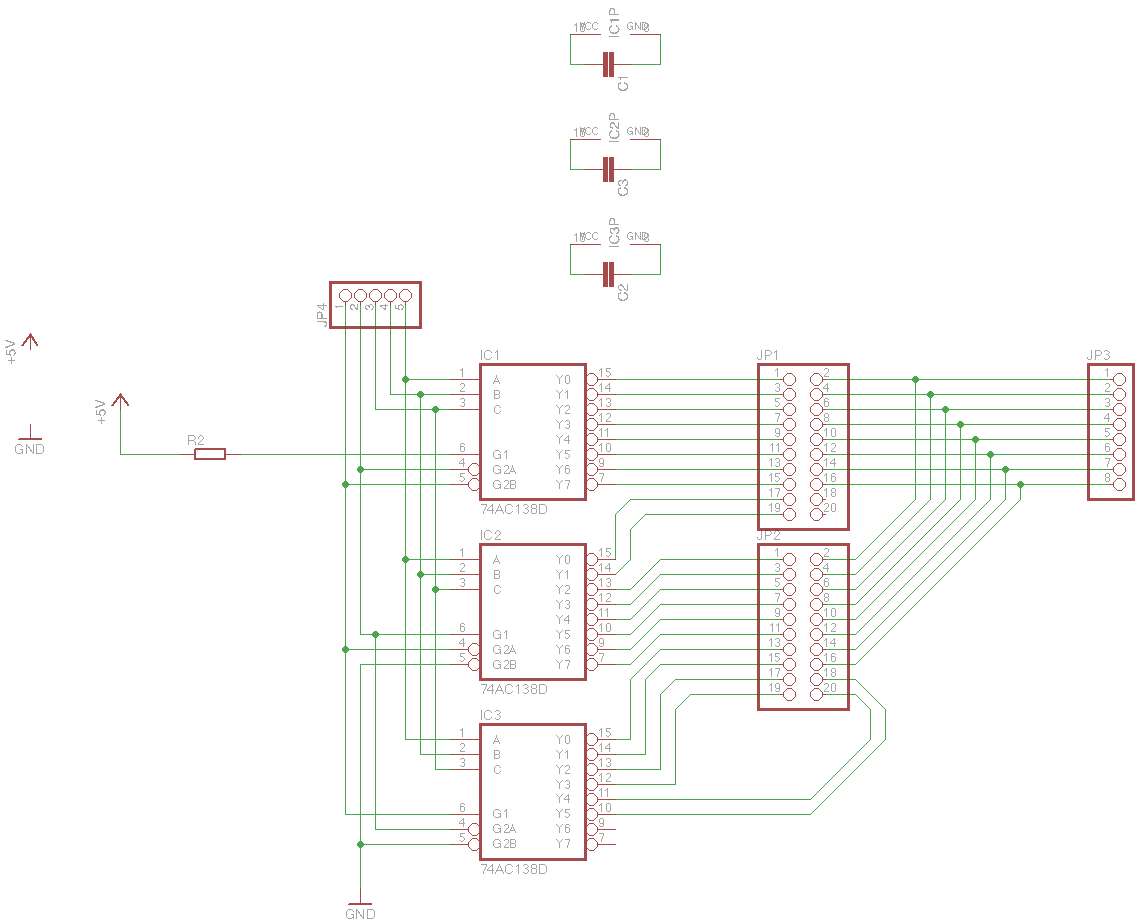 16 VCC IC1P GND 8
C1
16 VCC IC2P GND 8
C3
16 VCC IC3P GND 8
C2
JP4
1 2 3 4 5
+5V
GND
+5V
R2
IC1
1 A Y0 15
2 B Y1 14
3 C Y2 13
Y3 12
Y4 11
6 G1 Y5 10
4 G2A Y6 9
5 G2B Y7 7
74AC138D
IC2
1 A Y0 15
2 B Y1 14
3 C Y2 13
Y3 12
Y4 11
6 G1 Y5 10
4 G2A Y6 9
5 G2B Y7 7
74AC138D
IC3
1 A Y0 15
2 B Y1 14
3 C Y2 13
Y3 12
Y4 11
6 G1 Y5 10
4 G2A Y6 9
5 G2B Y7 7
74AC138D
GND
JP1
1 2
3 4
5 6
7 8
9 10
11 12
13 14
15 16
17 18
19 20
JP2
1 2
3 4
5 6
7 8
9 10
11 12
13 14
15 16
17 18
19 20
JP3
1
2
3
4
5
6
7
8